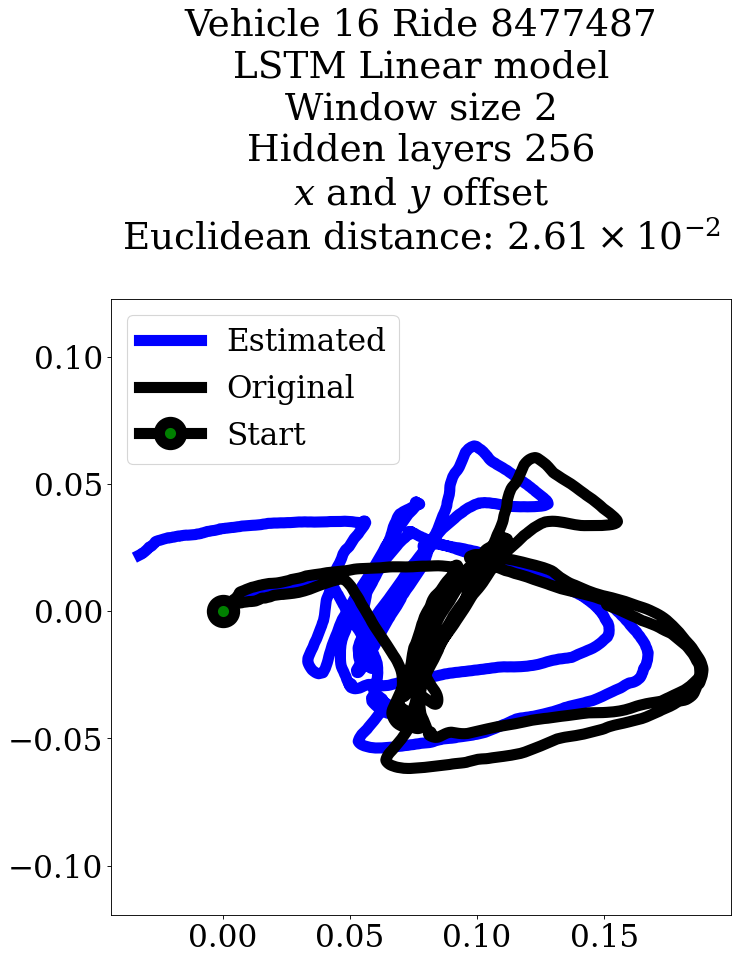 Vehicle 16 Ride 8477487
LSTM Linear model
Window size 2
Hidden layers 256
x and y offset
Euclidean distance: 2.61 × 10⁻²
Estimated
Original
Start
0.10
0.05
0.00
−0.05
−0.10
0.00 0.05 0.10 0.15